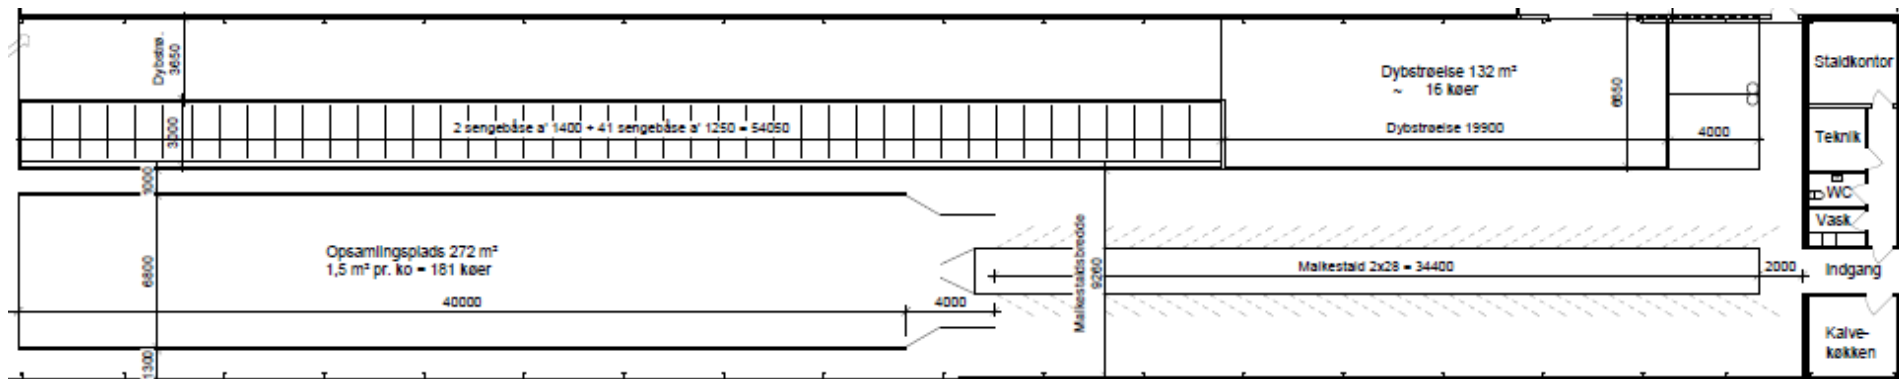 Dybstrø.
3650
3000
2 sengebåse a' 1400 + 41 sengebåse a' 1250 = 54050
Dybstrøelse 132 m²
~ 16 køer
6650
Dybstrøelse 19900
4000
Staldkontor
Teknik
WC
Vask
Indgang
Kalve-
køkken
1000
Opsamlingsplads 272 m²
1,5 m² pr. ko = 181 køer
6800
40000
4000
1300
Malkestaldsbredde
9260
Malkestald 2x28 = 34400
2000